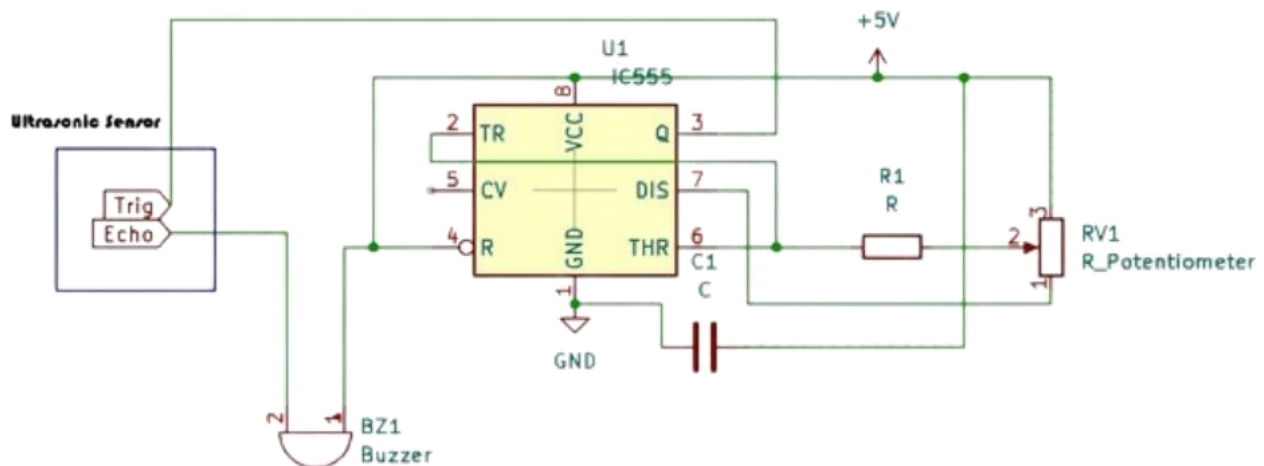 +5V
U1
IC555
8
Ultrasonic Sensor
2 TR VCC Q 3
Trig
5 CV DIS 7
R1
R
3
Echo
4 R GND THR 6
2
RV1
R_Potentiometer
C1
C
1
1
GND
2
1
BZ1
Buzzer